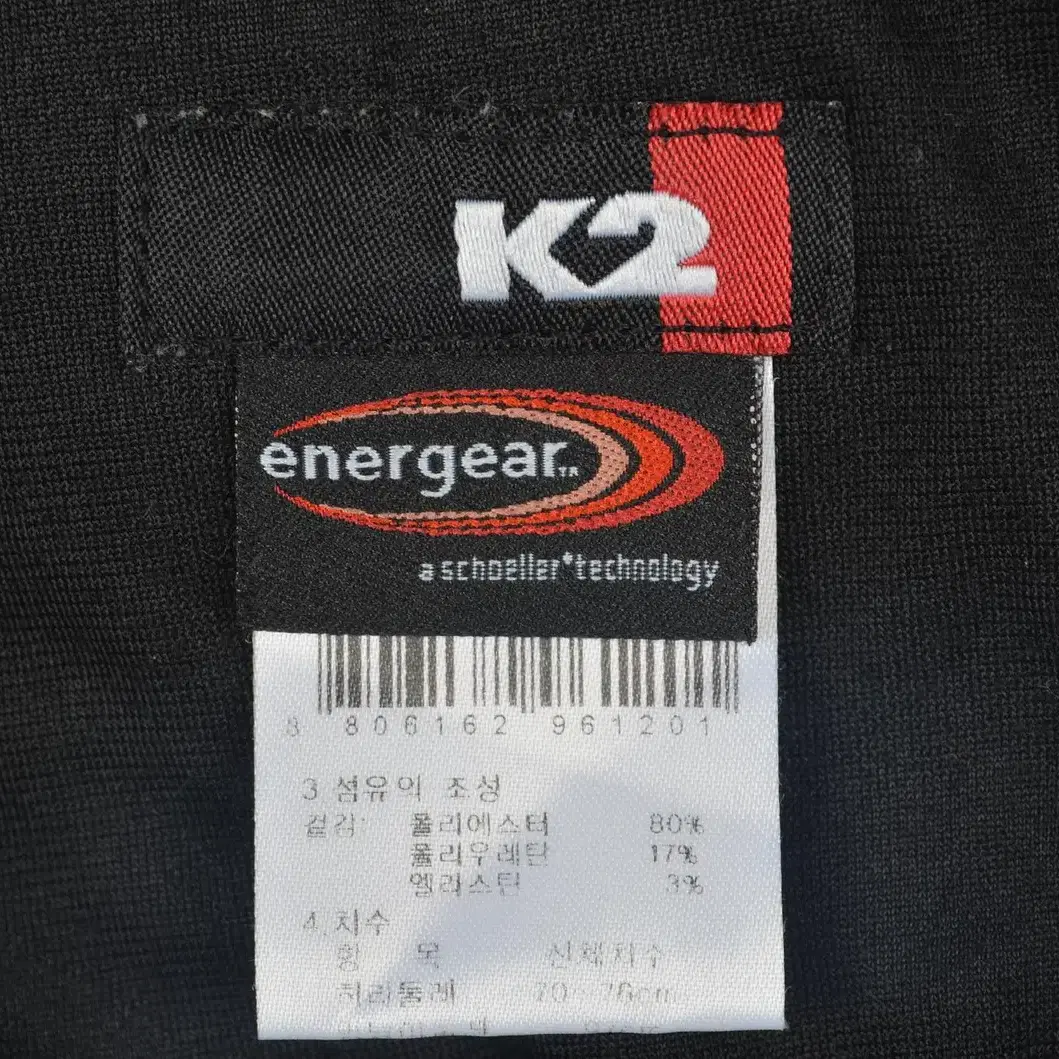 K2
energear™
a schoeller® technology
8 806162 961201
3 섬유의 조성
겉감: 폴리에스터 80%
폴리우레탄 17%
엘라스틴 3%
4. 치수
항 목 신체치수
허리둘레 70~76cm